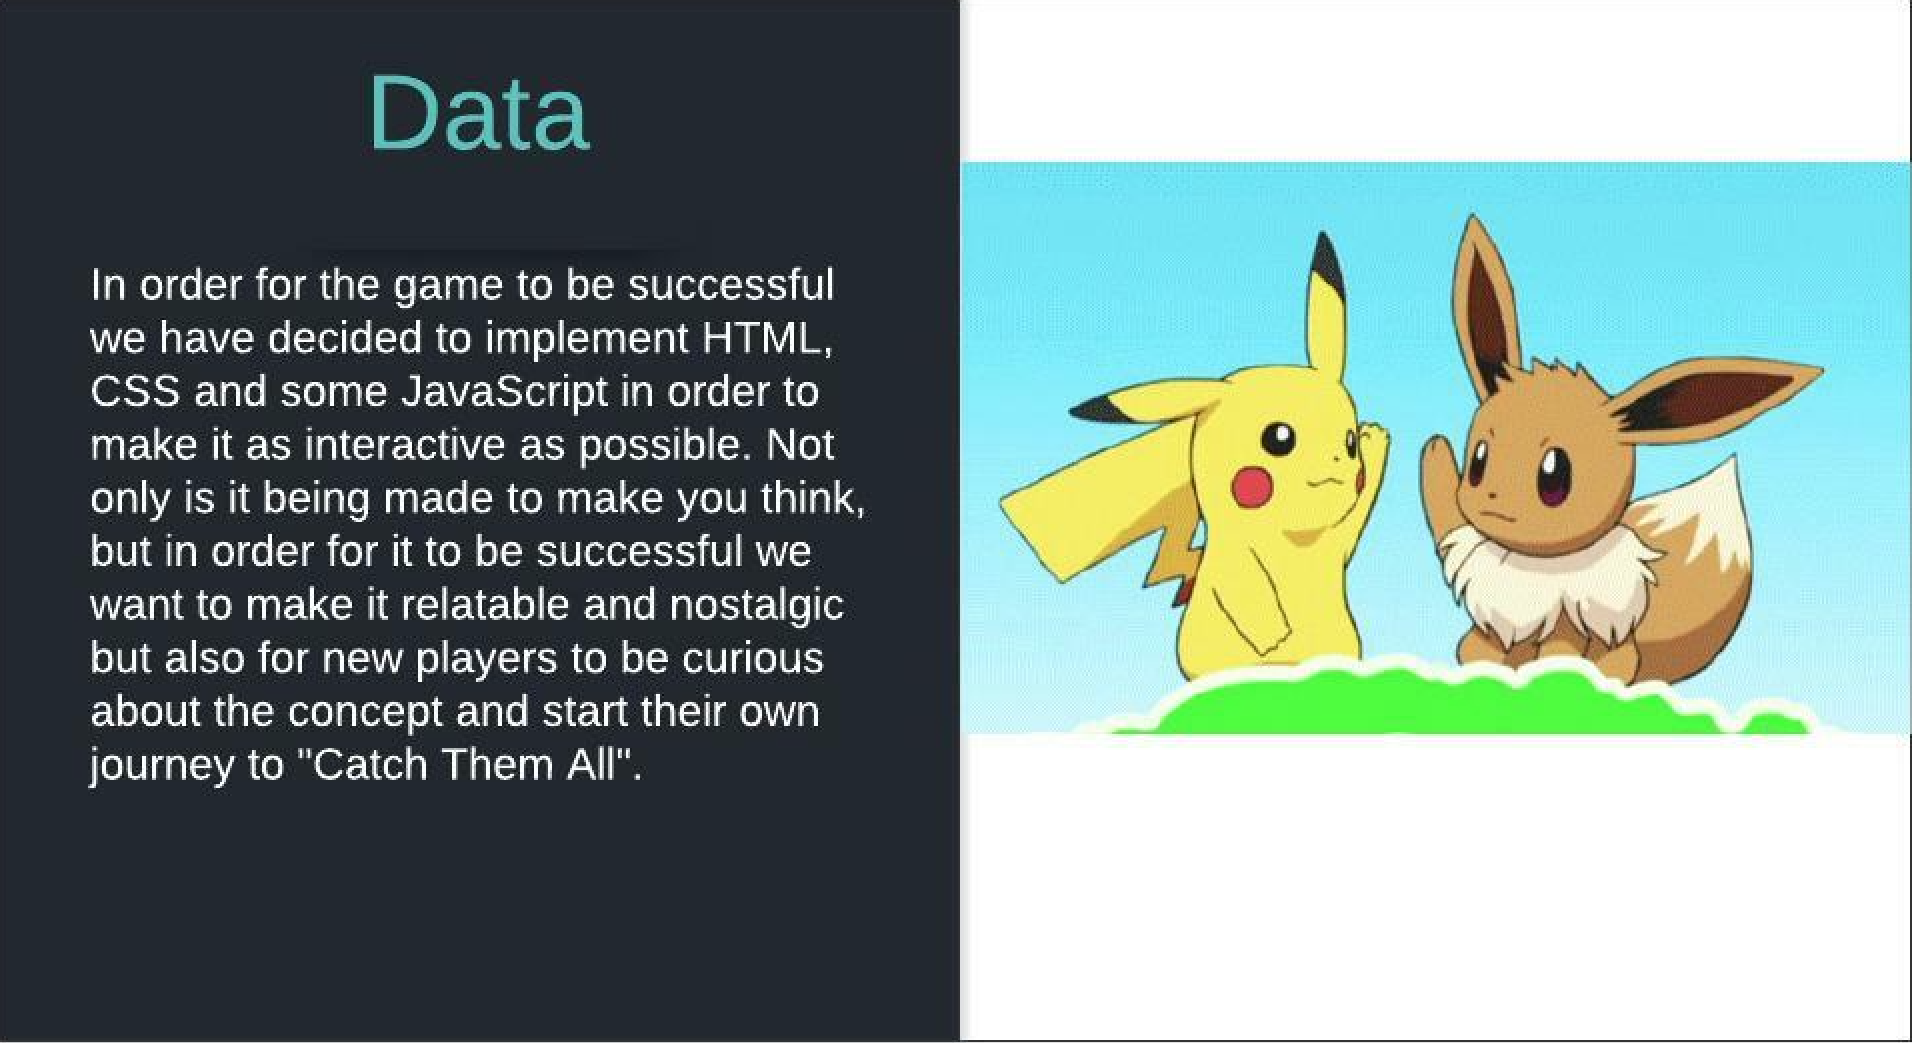 Data
In order for the game to be successful
we have decided to implement HTML,
CSS and some JavaScript in order to
make it as interactive as possible. Not
only is it being made to make you think,
but in order for it to be successful we
want to make it relatable and nostalgic
but also for new players to be curious
about the concept and start their own
journey to "Catch Them All".